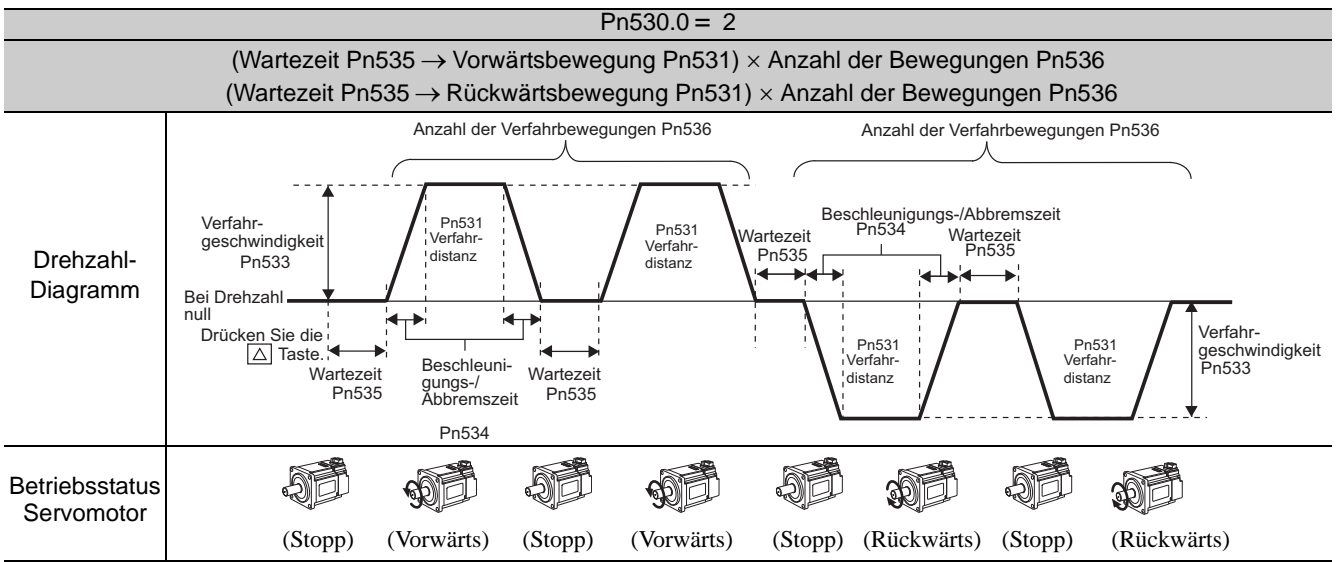 Pn530.0 = 2
(Wartezeit Pn535 → Vorwärtsbewegung Pn531) × Anzahl der Bewegungen Pn536
(Wartezeit Pn535 → Rückwärtsbewegung Pn531) × Anzahl der Bewegungen Pn536
Drehzahl-
Diagramm
Anzahl der Verfahrbewegungen Pn536
Anzahl der Verfahrbewegungen Pn536
Verfahr-
geschwindigkeit
Pn533
Pn531
Verfahr-
distanz
Pn531
Verfahr-
distanz
Wartezeit
Pn535
Beschleunigungs-/Abbremszeit
Pn534
Wartezeit
Pn535
Bei Drehzahl
null
Drücken Sie die
△ Taste.
Wartezeit
Pn535
Beschleuni-
gungs-/
Abbremszeit
Pn534
Wartezeit
Pn535
Pn531
Verfahr-
distanz
Pn531
Verfahr-
distanz
Verfahr-
geschwindigkeit
Pn533
Betriebsstatus
Servomotor
(Stopp) (Vorwärts) (Stopp) (Vorwärts) (Stopp) (Rückwärts) (Stopp) (Rückwärts)